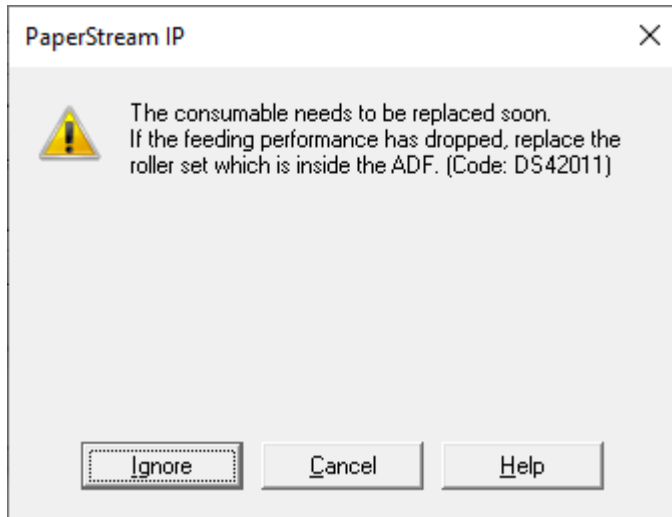 PaperStream IP
The consumable needs to be replaced soon.
If the feeding performance has dropped, replace the
roller set which is inside the ADF. (Code: DS42011)
Ignore
Cancel
Help